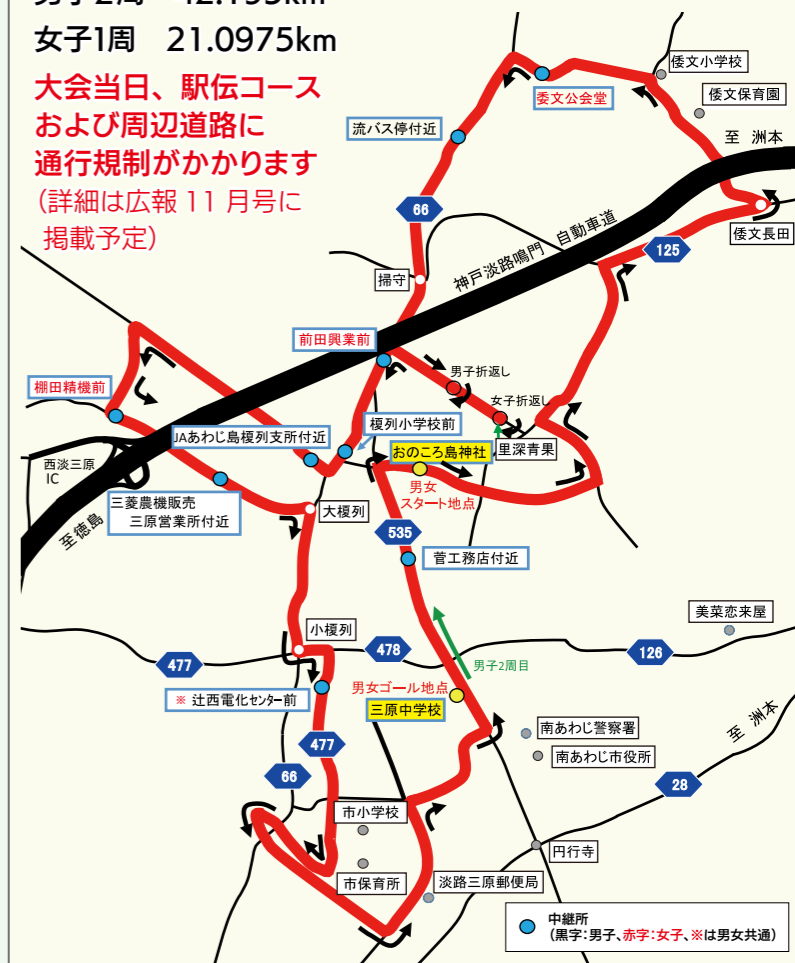 男子2周 42.195km
女子1周 21.0975km
大会当日、駅伝コース
および周辺道路に
通行規制がかかります
(詳細は広報 11 月号に
掲載予定)
倭文小学校
委文公会堂
倭文保育園
流バス停付近
至 洲本
66
倭文長田
神戸淡路鳴門 自動車道
125
掃守
前田興業前
男子折返し
棚田精機前
女子折返し
榎列小学校前
JAあわじ島榎列支所付近
おのころ島神社
里深青果
西淡三原
IC
男女
スタート地点
三菱農機販売
三原営業所付近
大榎列
至徳島
535
菅工務店付近
美菜恋来屋
小榎列
478
126
477
男子2周目
男女ゴール地点
※ 辻西電化センター前
三原中学校
南あわじ警察署
至 洲本
477
南あわじ市役所
66
28
市小学校
円行寺
市保育所
淡路三原郵便局
中継所
(黒字:男子、赤字:女子、※は男女共通)